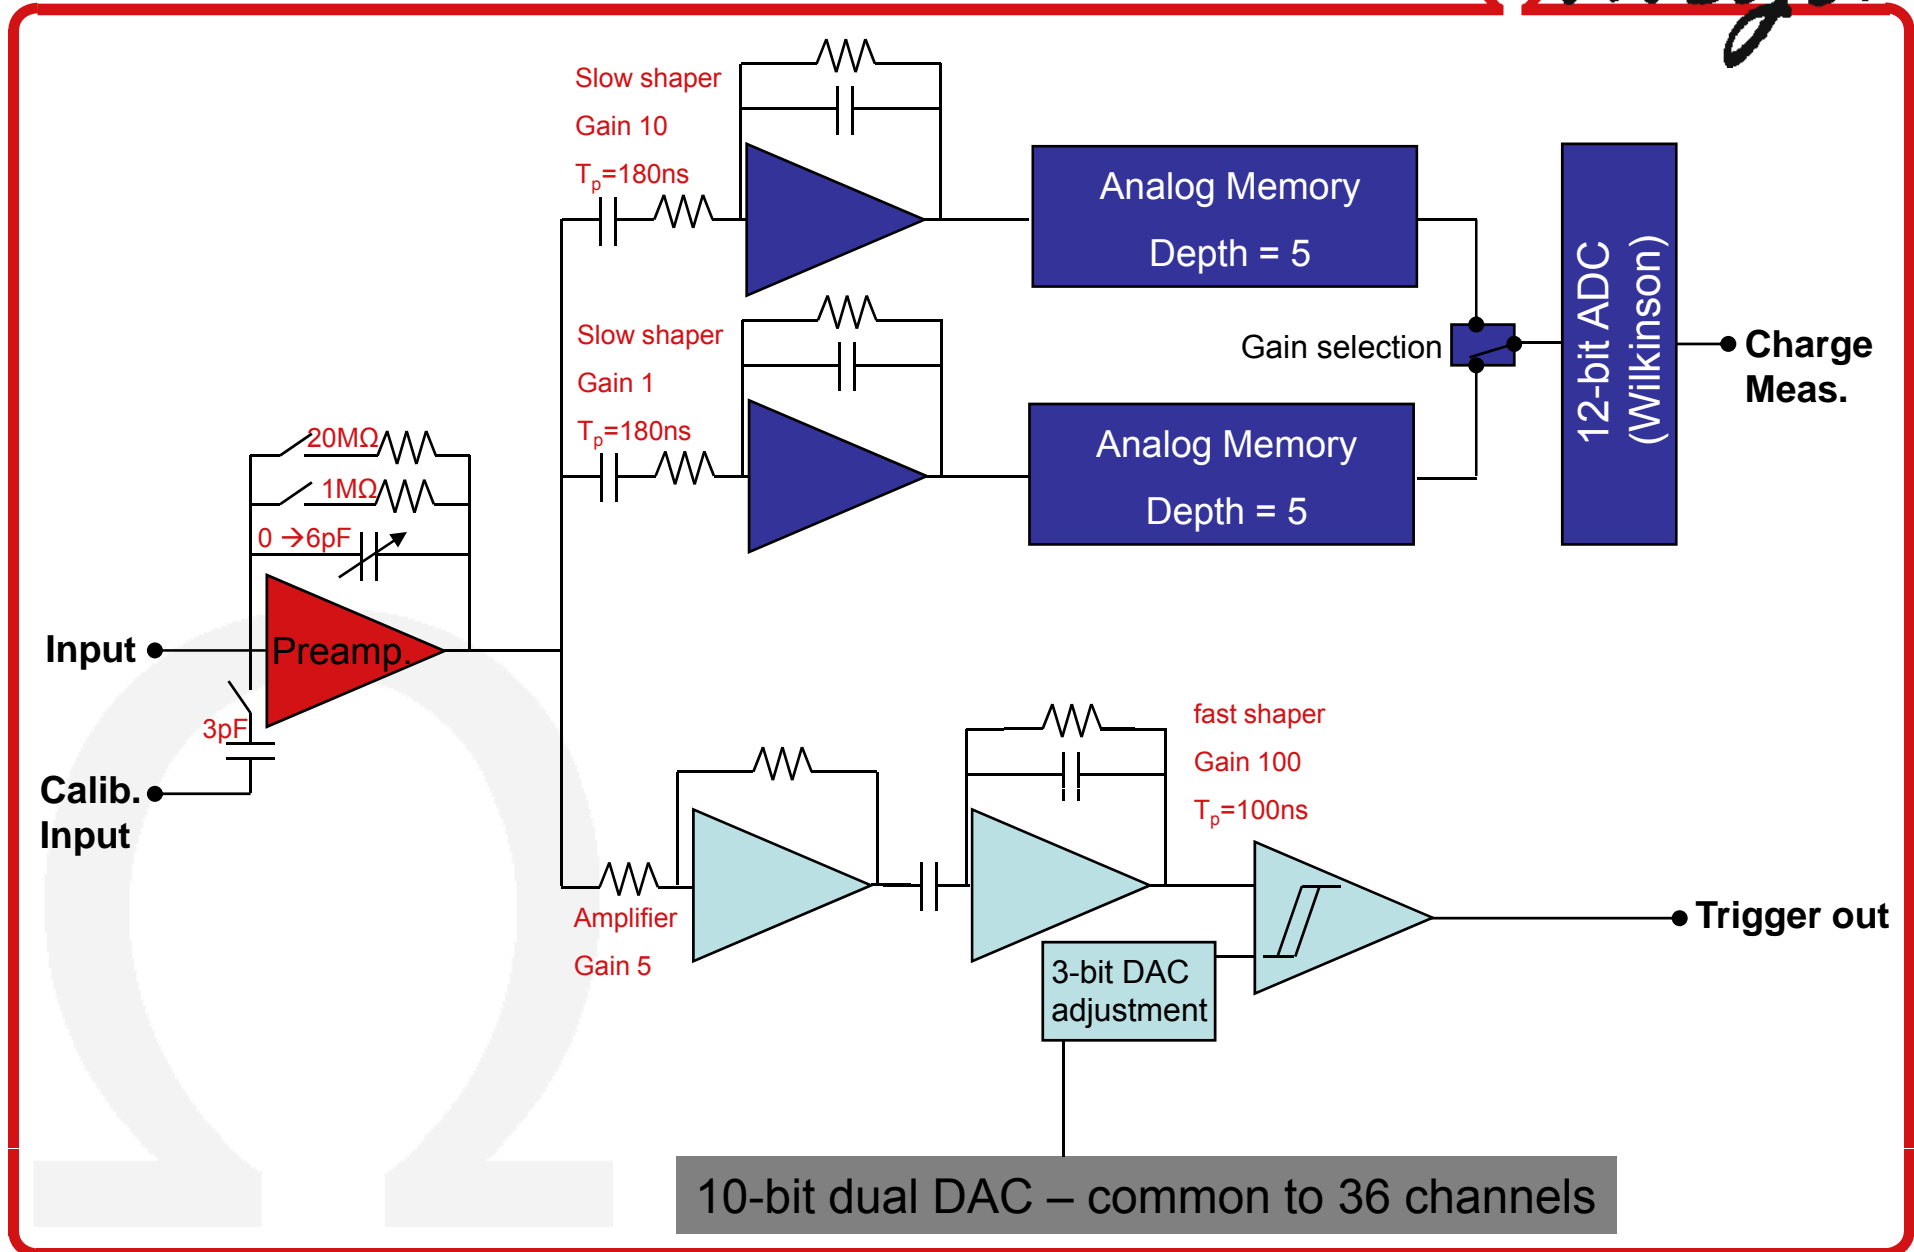 Slow shaper
Gain 10
Tp=180ns
Analog Memory
Depth = 5
Slow shaper
Gain 1
Tp=180ns
Analog Memory
Depth = 5
Gain selection
12-bit ADC
(Wilkinson)
Charge
Meas.
20MΩ
1MΩ
0 →6pF
Input
Preamp.
3pF
Calib.
Input
Amplifier
Gain 5
fast shaper
Gain 100
Tp=100ns
3-bit DAC
adjustment
Trigger out
10-bit dual DAC – common to 36 channels